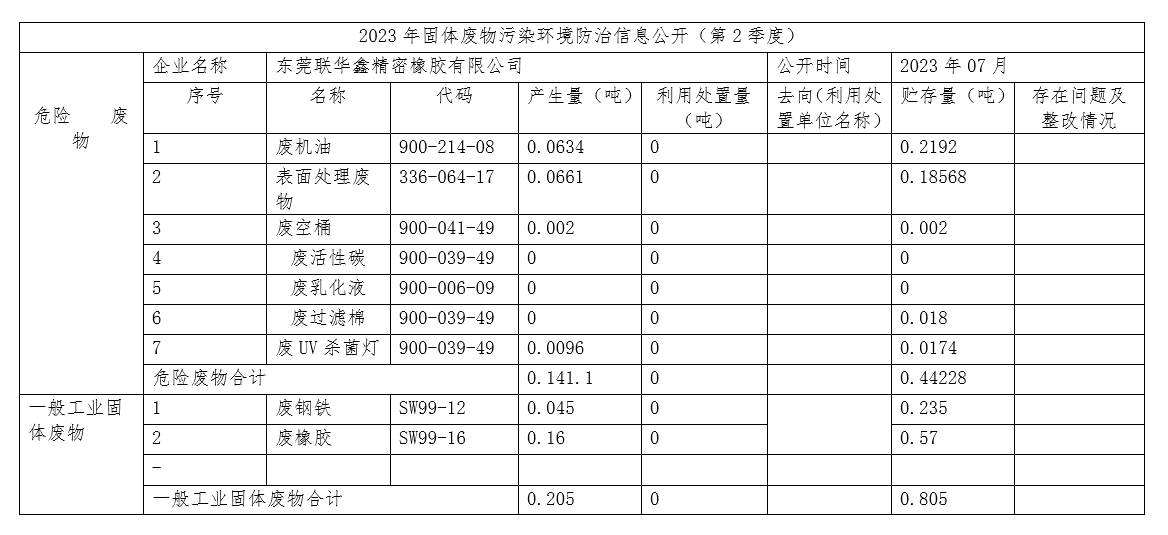 2023年固体废物污染环境防治信息公开（第2季度）
危险 废物 企业名称 东莞联华鑫精密橡胶有限公司 公开时间 2023年07月
序号 名称 代码 产生量（吨） 利用处置量（吨） 去向（利用处置单位名称） 贮存量（吨） 存在问题及整改情况
1 废机油 900-214-08 0.0634 0 0.2192
2 表面处理废物 336-064-17 0.0661 0 0.18568
3 废空桶 900-041-49 0.002 0 0.002
4 废活性碳 900-039-49 0 0 0
5 废乳化液 900-006-09 0 0 0
6 废过滤棉 900-039-49 0 0 0.018
7 废UV杀菌灯 900-039-49 0.0096 0 0.0174
危险废物合计 0.141.1 0 0.44228
一般工业固体废物 1 废钢铁 SW99-12 0.045 0 0.235
2 废橡胶 SW99-16 0.16 0 0.57
-
一般工业固体废物合计 0.205 0 0.805